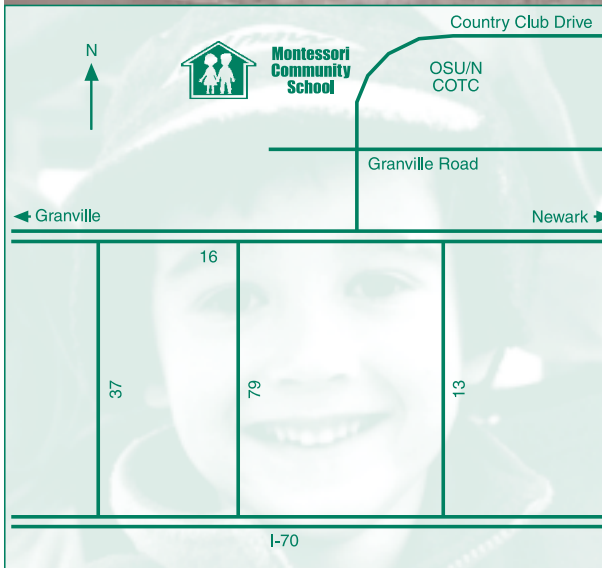 Country Club Drive
N
Montessori
Community
School
OSU/N
COTC
Granville Road
Granville
Newark
16
37
79
13
I-70